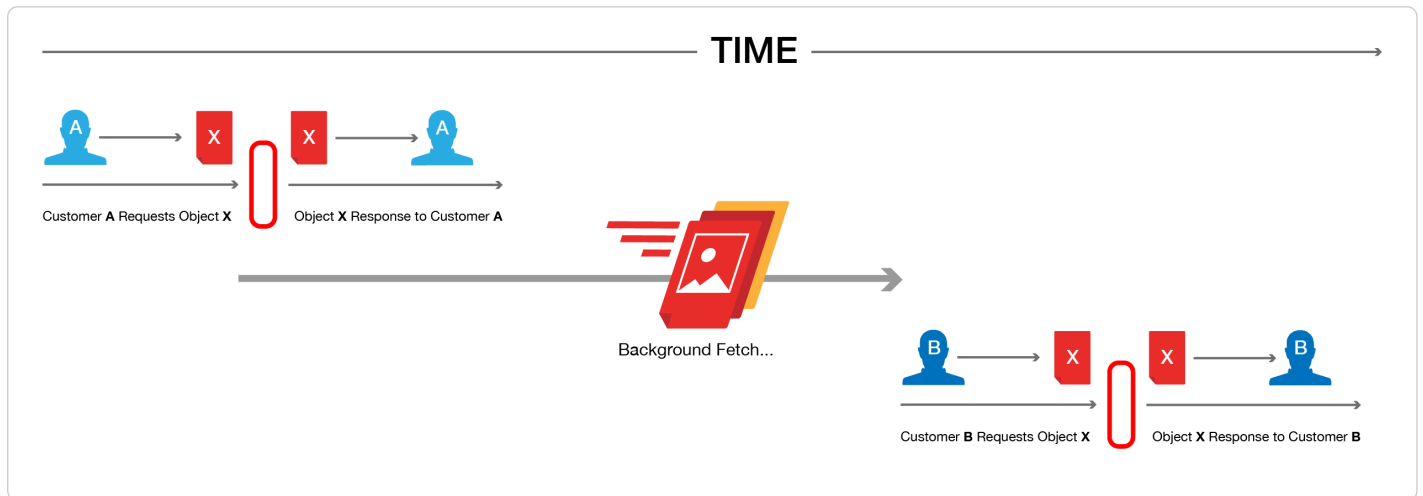 TIME
A X X A
Customer A Requests Object X
Object X Response to Customer A
Background Fetch...
B X X B
Customer B Requests Object X
Object X Response to Customer B